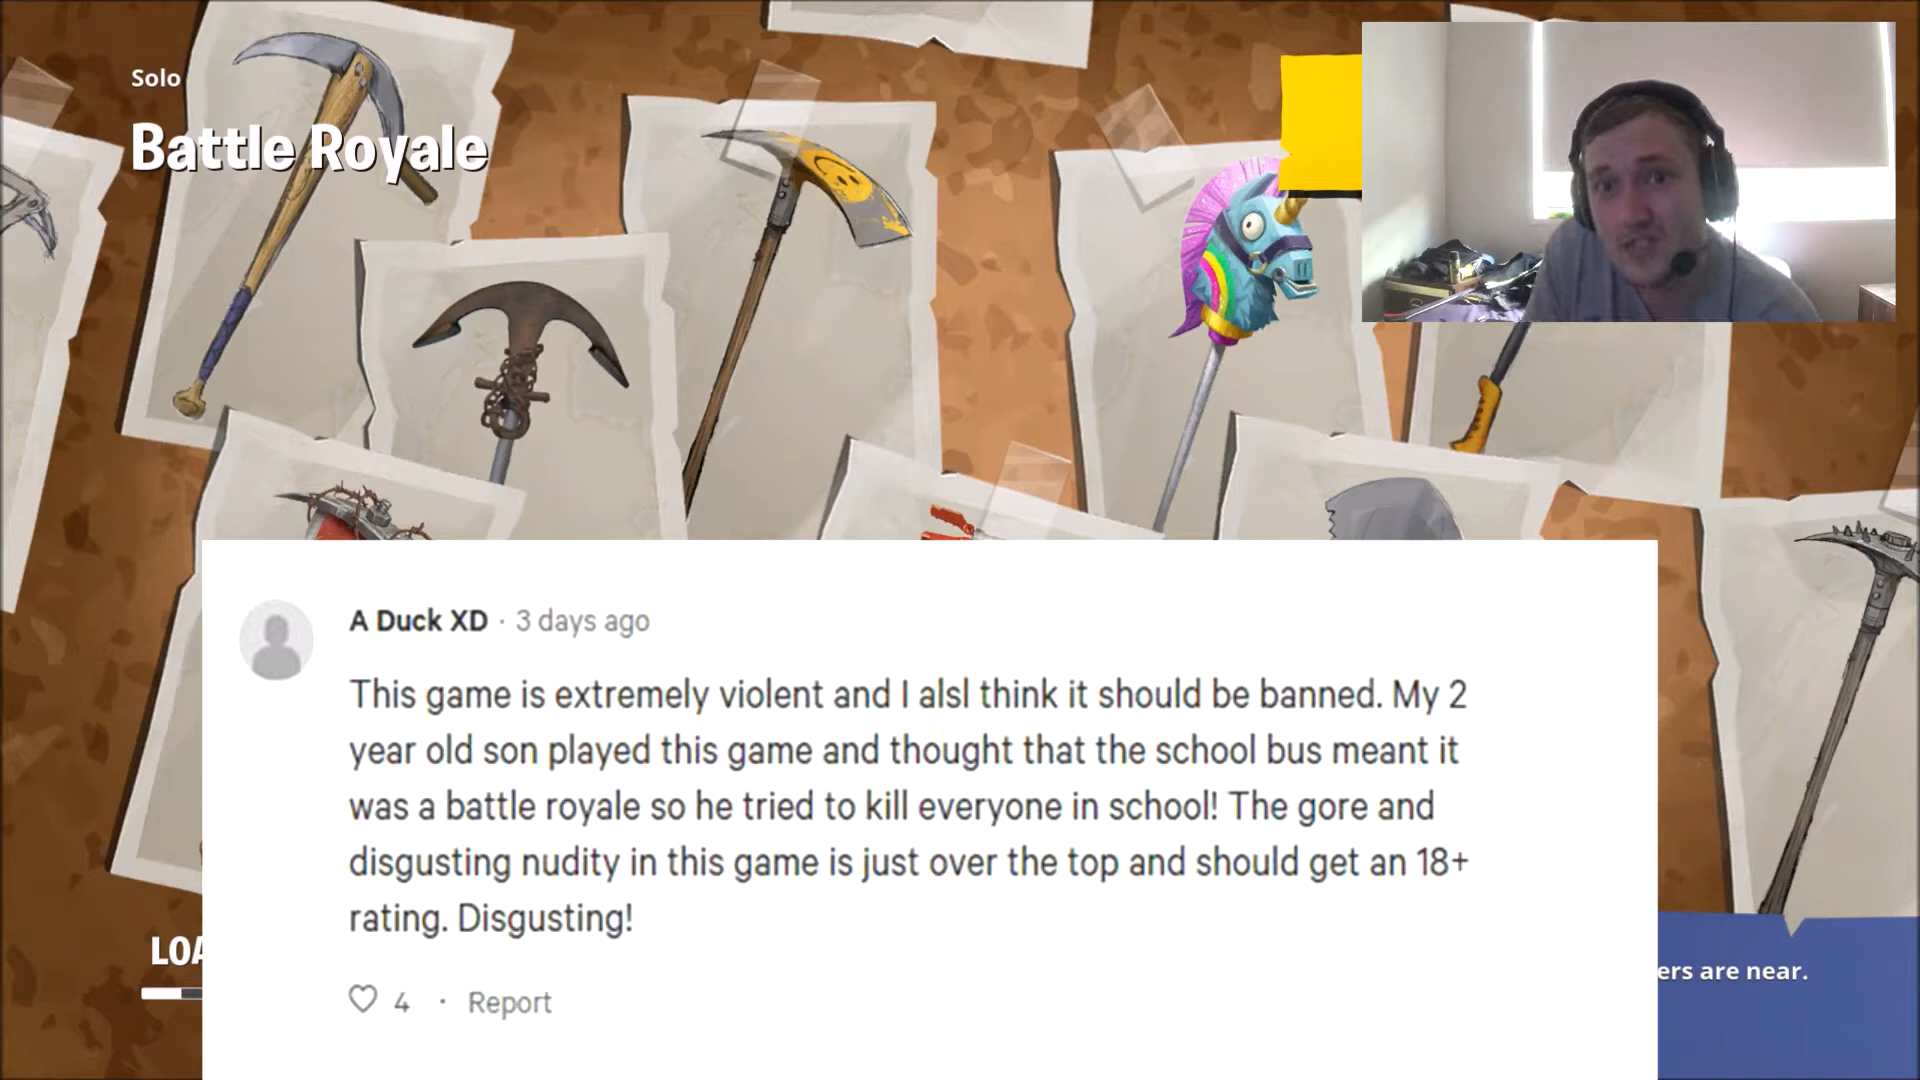 Solo
Battle Royale
A Duck XD · 3 days ago
This game is extremely violent and I alsl think it should be banned. My 2
year old son played this game and thought that the school bus meant it
was a battle royale so he tried to kill everyone in school! The gore and
disgusting nudity in this game is just over the top and should get an 18+
rating. Disgusting!
4 · Report
are near.